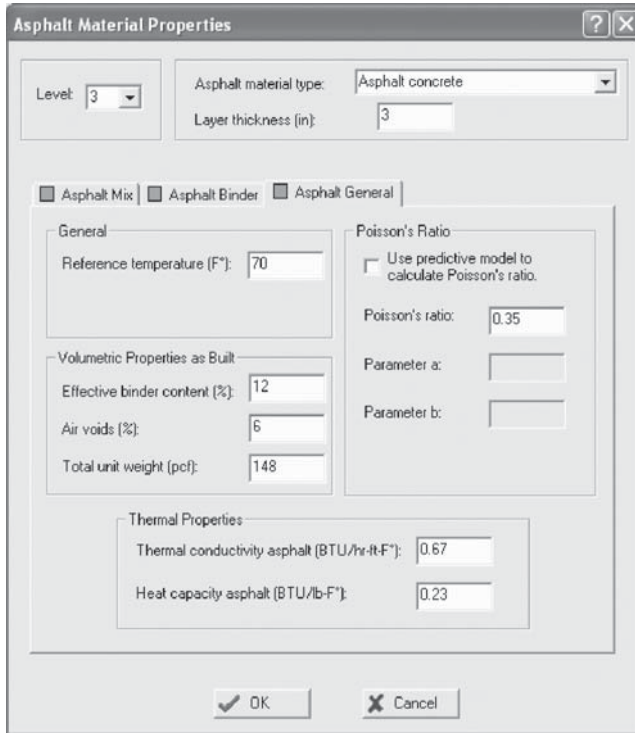 Asphalt Material Properties
Level: 3
Asphalt material type: Asphalt concrete
Layer thickness (in): 3
Asphalt Mix Asphalt Binder Asphalt General
General
Reference temperature (F°): 70
Poisson's Ratio
Use predictive model to
calculate Poisson's ratio.
Poisson's ratio: 0.35
Parameter a:
Parameter b:
Volumetric Properties as Built
Effective binder content (%): 12
Air voids (%): 6
Total unit weight (pcf): 148
Thermal Properties
Thermal conductivity asphalt (BTU/hr-ft-F°): 0.67
Heat capacity asphalt (BTU/lb-F°): 0.23
OK Cancel